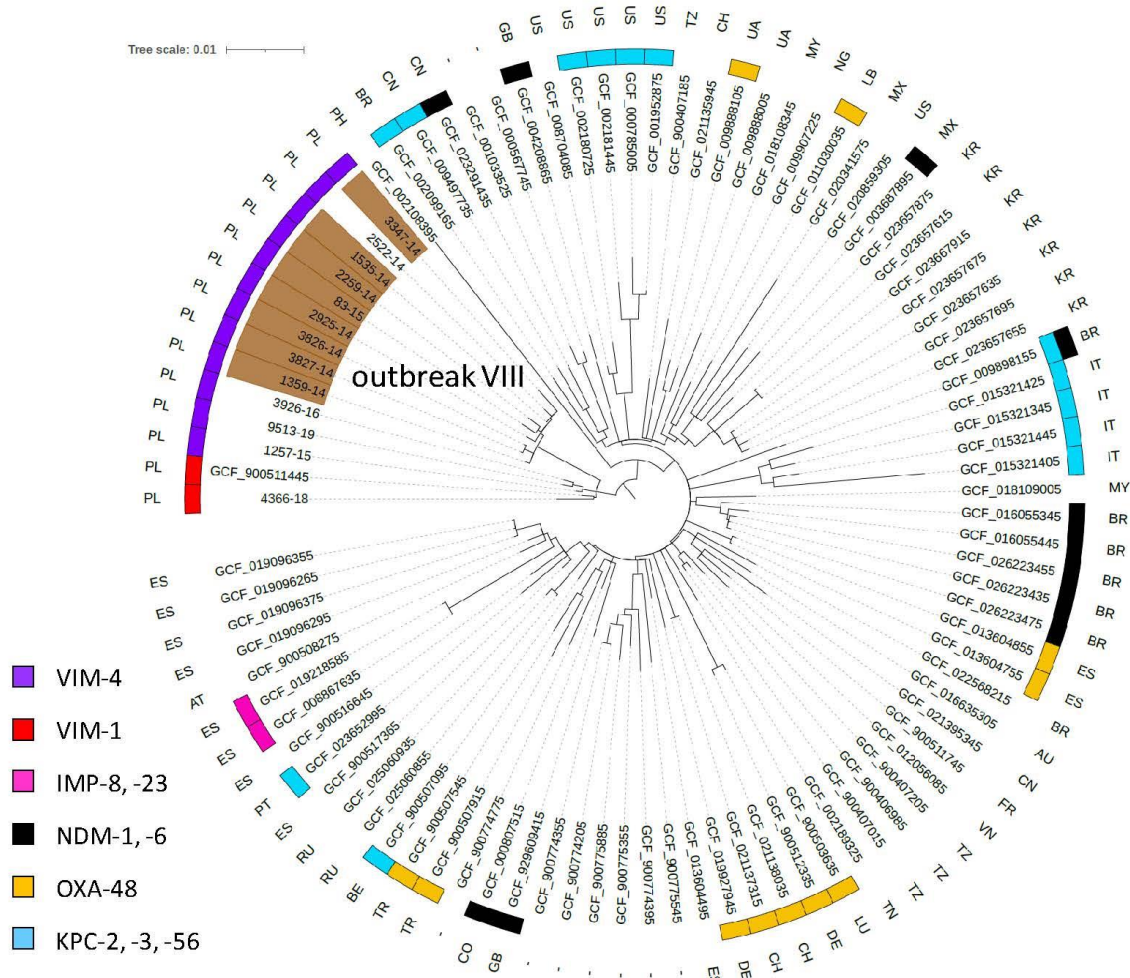 Tree scale: 0.01
outbreak VIII
VIM-4
VIM-1
IMP-8, -23
NDM-1, -6
OXA-48
KPC-2, -3, -56
4366-18
GCF_900511445
1257-15
9513-19
3926-16
1359-14
3827-14
3826-14
2925-14
83-15
2259-14
1535-14
2522-14
3347-14
GCF_002108395
GCF_002099165
GCF_009497735
GCF_023291435
GCF_001033525
GCF_000567745
GCF_004208865
GCF_008704085
GCF_002180725
GCF_002181445
GCF_000785005
GCF_001952875
GCF_900407185
GCF_021135945
GCF_009888105
GCF_009888005
GCF_018108345
GCF_009907225
GCF_011030035
GCF_020341575
GCF_020859305
GCF_003687895
GCF_023657875
GCF_023657615
GCF_023667915
GCF_023657675
GCF_023657635
GCF_023657695
GCF_023657655
GCF_009898155
GCF_015321425
GCF_015321345
GCF_015321445
GCF_015321405
GCF_018109005
GCF_016055345
GCF_016055445
GCF_026223455
GCF_026223435
GCF_026223475
GCF_013604855
GCF_013604755
GCF_022568215
GCF_016635305
GCF_021395345
GCF_900511745
GCF_012056085
GCF_900407205
GCF_900406985
GCF_900407015
GCF_002189325
GCF_900503695
GCF_900512335
GCF_021138035
GCF_021137315
GCF_019927945
GCF_013604495
GCF_900775545
GCF_900774395
GCF_900775355
GCF_900775885
GCF_900774205
GCF_900774355
GCF_929609415
GCF_000807515
GCF_900774775
GCF_900507915
GCF_900507545
GCF_900507095
GCF_025060855
GCF_025060935
GCF_900517365
GCF_023652995
GCF_900516645
GCF_008867635
GCF_019218585
GCF_900508275
GCF_019096295
GCF_019096375
GCF_019096265
GCF_019096355
PL
PL
PL
PL
PL
PL
PL
PL
PL
PL
PL
PL
PL
PL
PH
BR
CN
CN
-
-
GB
US
US
US
US
US
TZ
CH
UA
UA
MY
NG
LB
MX
US
MX
KR
KR
KR
KR
KR
KR
KR
BR
IT
IT
IT
IT
MY
BR
BR
BR
BR
BR
ES
ES
BR
AU
CN
FR
VN
TZ
TZ
TZ
TN
LU
DE
CH
CH
DE
ES
-
-
-
-
-
-
-
GB
CO
-
TR
TR
BE
RU
RU
ES
PT
ES
ES
ES
AT
ES
ES
ES
ES